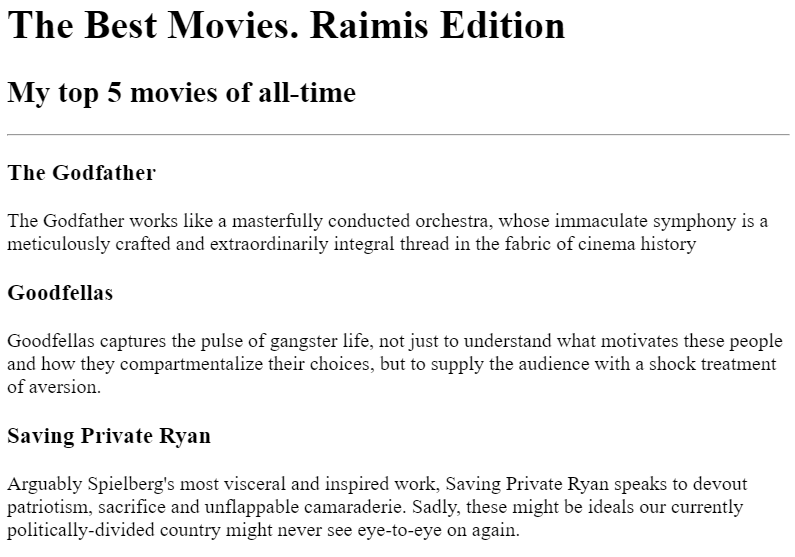 The Best Movies. Raimis Edition
My top 5 movies of all-time
The Godfather
The Godfather works like a masterfully conducted orchestra, whose immaculate symphony is a
meticulously crafted and extraordinarily integral thread in the fabric of cinema history
Goodfellas
Goodfellas captures the pulse of gangster life, not just to understand what motivates these people
and how they compartmentalize their choices, but to supply the audience with a shock treatment
of aversion.
Saving Private Ryan
Arguably Spielberg's most visceral and inspired work, Saving Private Ryan speaks to devout
patriotism, sacrifice and unflappable camaraderie. Sadly, these might be ideals our currently
politically-divided country might never see eye-to-eye on again.